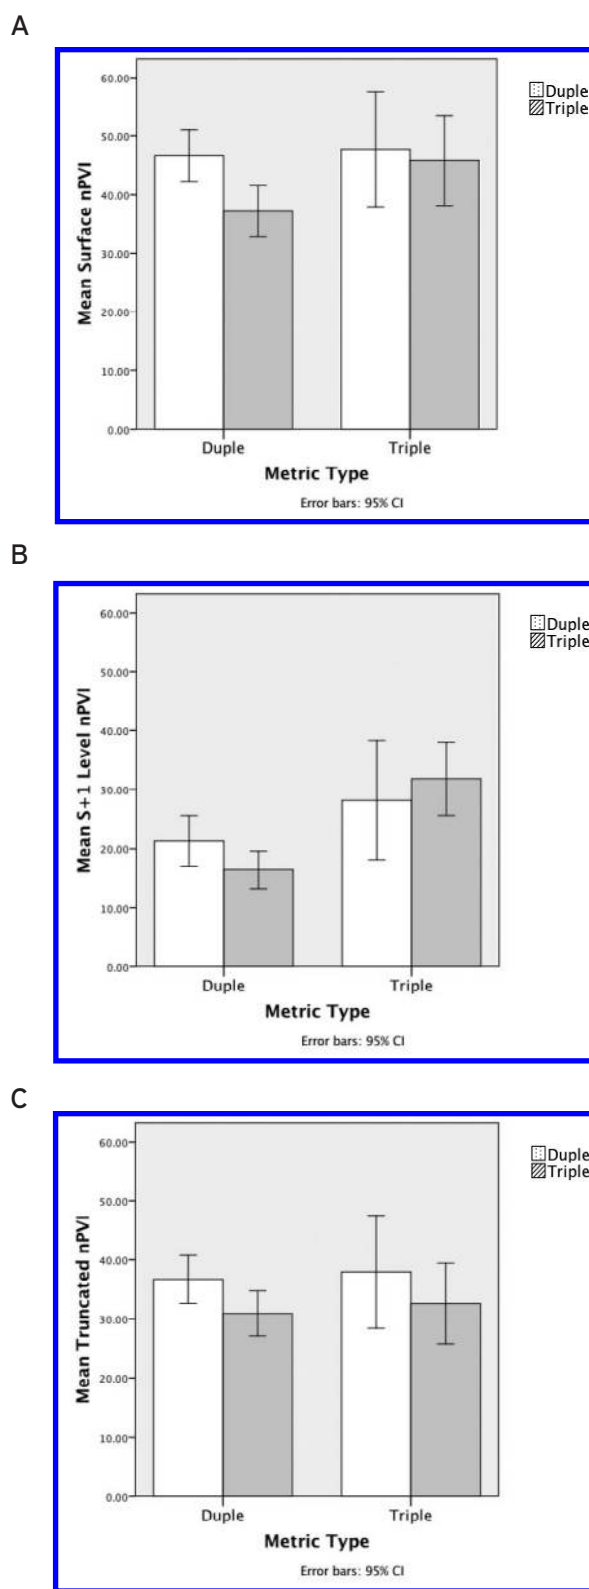 A
Mean Surface nPVI
60.00
50.00
40.00
30.00
20.00
10.00
0.00
Duple
Triple
Duple Triple
Metric Type
Error bars: 95% CI
B
Mean S+1 Level nPVI
60.00
50.00
40.00
30.00
20.00
10.00
0.00
Duple
Triple
Duple Triple
Metric Type
Error bars: 95% CI
C
Mean Truncated nPVI
60.00
50.00
40.00
30.00
20.00
10.00
0.00
Duple
Triple
Duple Triple
Metric Type
Error bars: 95% CI